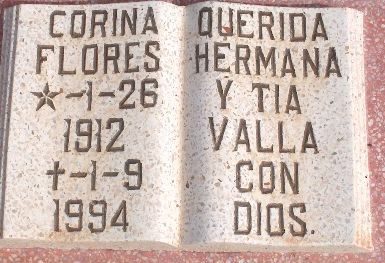 CORINA
FLORES
☆-1-26
1912
†-1-9
1994
QUERIDA
HERMANA
Y TIA
VALLA
CON
DIOS.